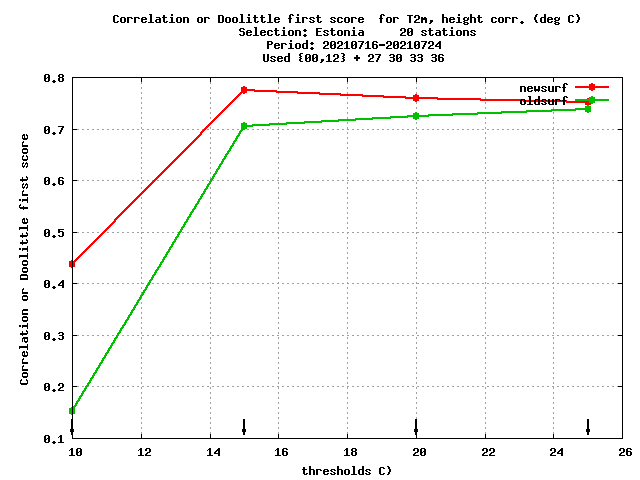 Correlation or Doolittle first score  for T2m, height corr. (deg C)
Selection: Estonia     20 stations
Period: 20210716-20210724
Used {00,12} + 27 30 33 36
newsurf
oldsurf
Correlation or Doolittle first score
0.8
0.7
0.6
0.5
0.4
0.3
0.2
0.1
10 12 14 16 18 20 22 24 26
thresholds C)